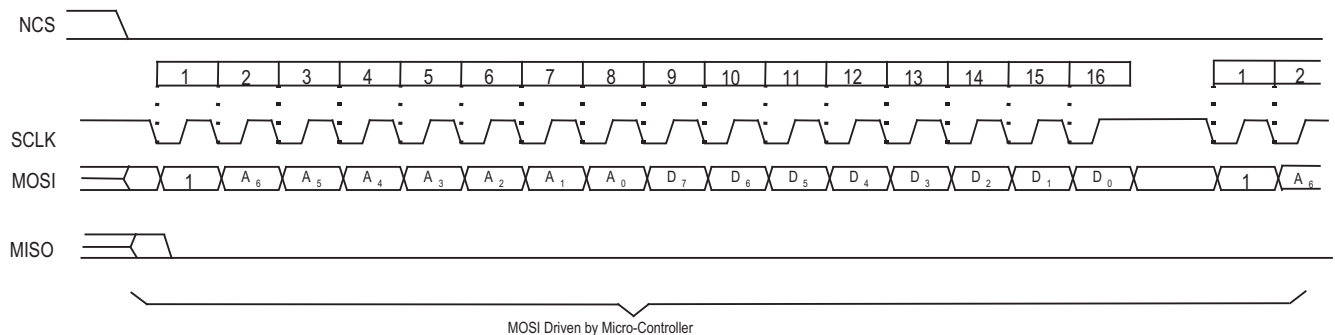 NCS
1 2 3 4 5 6 7 8 9 10 11 12 13 14 15 16 1 2
SCLK
MOSI 1 A6 A5 A4 A3 A2 A1 A0 D7 D6 D5 D4 D3 D2 D1 D0 1 A6
MISO
MOSI Driven by Micro-Controller